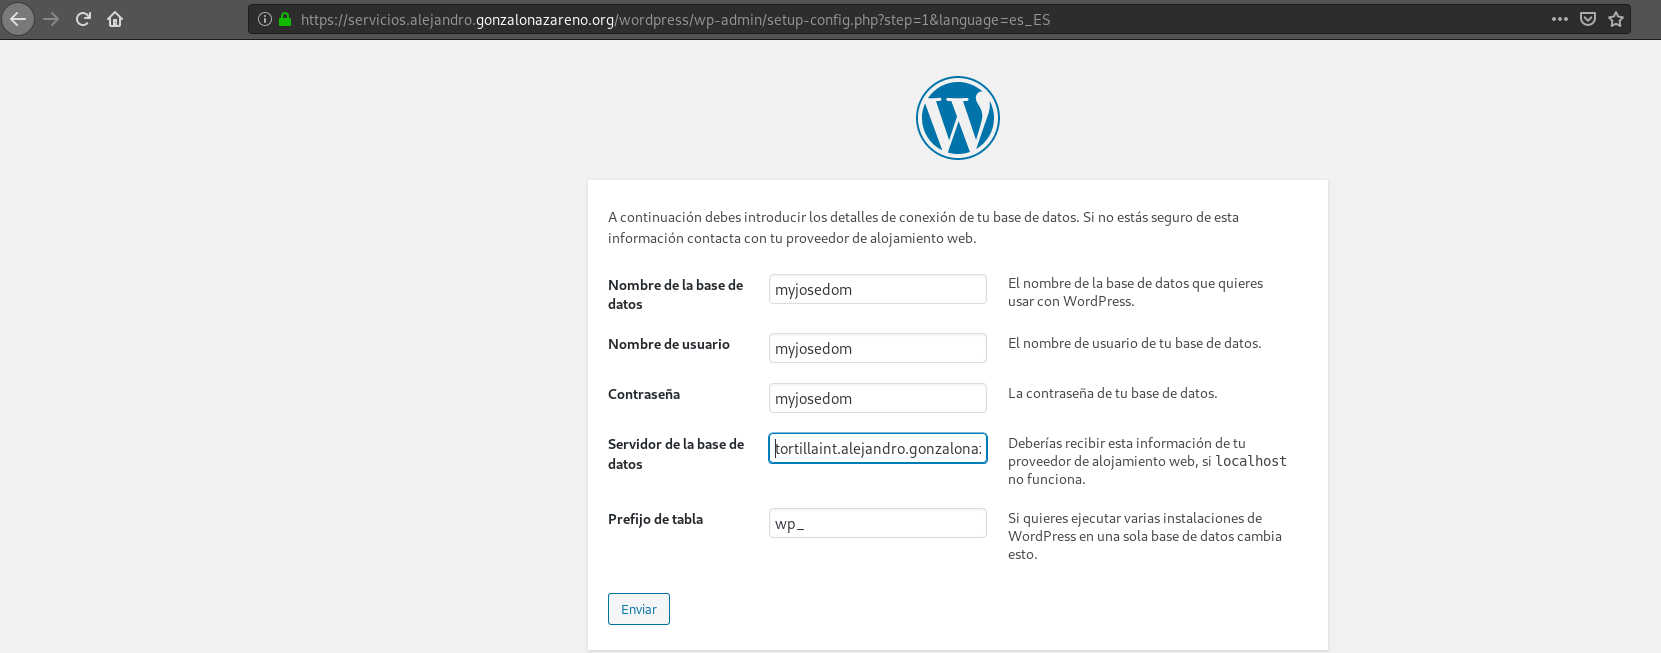 https://servicios.alejandro.gonzalonazareno.org/wordpress/wp-admin/setup-config.php?step=1&language=es_ES
A continuación debes introducir los detalles de conexión de tu base de datos. Si no estás seguro de esta
información contacta con tu proveedor de alojamiento web.
Nombre de la base de
datos
myjosedom
El nombre de la base de datos que quieres
usar con WordPress.
Nombre de usuario
myjosedom
El nombre de usuario de tu base de datos.
Contraseña
myjosedom
La contraseña de tu base de datos.
Servidor de la base de
datos
tortillaint.alejandro.gonzalona
Deberías recibir esta información de tu
proveedor de alojamiento web, si localhost
no funciona.
Prefijo de tabla
wp_
Si quieres ejecutar varias instalaciones de
WordPress en una sola base de datos cambia
esto.
Enviar